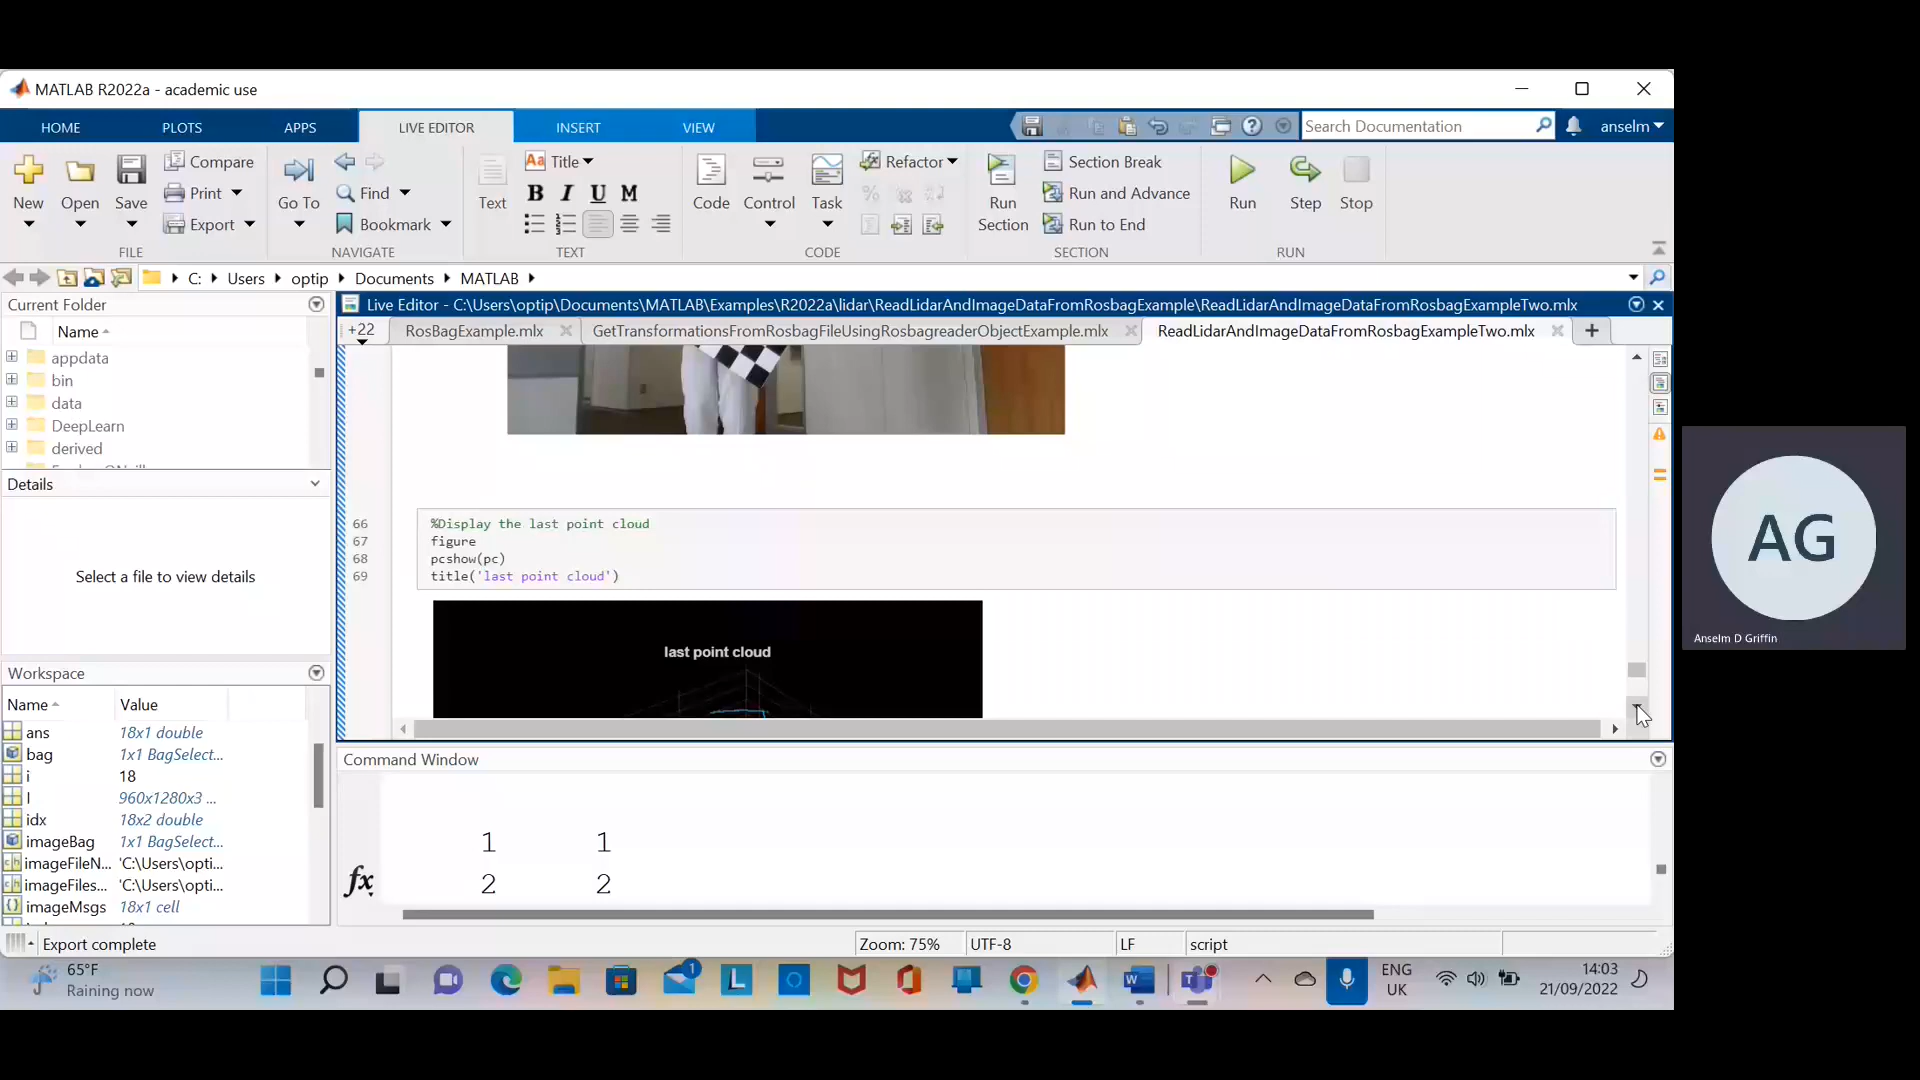 MATLAB R2022a - academic use
HOME PLOTS APPS LIVE EDITOR INSERT VIEW
Search Documentation
anselm
New
Open
Save
Compare
Print
Export
FILE
Go To
Find
Bookmark
NAVIGATE
Text
Aa Title
B I U M
TEXT
Code
Control
Task
Refactor
CODE
Run
Section
Section Break
Run and Advance
Run to End
SECTION
Run
Step
Stop
RUN
C: Users optip Documents MATLAB
Current Folder
Name
appdata
bin
data
DeepLearn
derived
Details
Select a file to view details
Workspace
Name Value
ans 18x1 double
bag 1x1 BagSelect...
i 18
I 960x1280x3 ...
idx 18x2 double
imageBag 1x1 BagSelect...
imageFileN... 'C:\Users\opti...
imageFiles... 'C:\Users\opti...
imageMsgs 18x1 cell
Live Editor - C:\Users\optip\Documents\MATLAB\Examples\R2022a\lidar\ReadLidarAndImageDataFromRosbagExample\ReadLidarAndImageDataFromRosbagExampleTwo.mlx
+22 RosBagExample.mlx GetTransformationsFromRosbagFileUsingRosbagreaderObjectExample.mlx ReadLidarAndImageDataFromRosbagExampleTwo.mlx
66 %Display the last point cloud
67 figure
68 pcshow(pc)
69 title('last point cloud')
last point cloud
Command Window
1 1
2 2
fx
Export complete
Zoom: 75% UTF-8 LF script
65°F
Raining now
1
ENG
UK
14:03
21/09/2022
AG
Anselm D Griffin